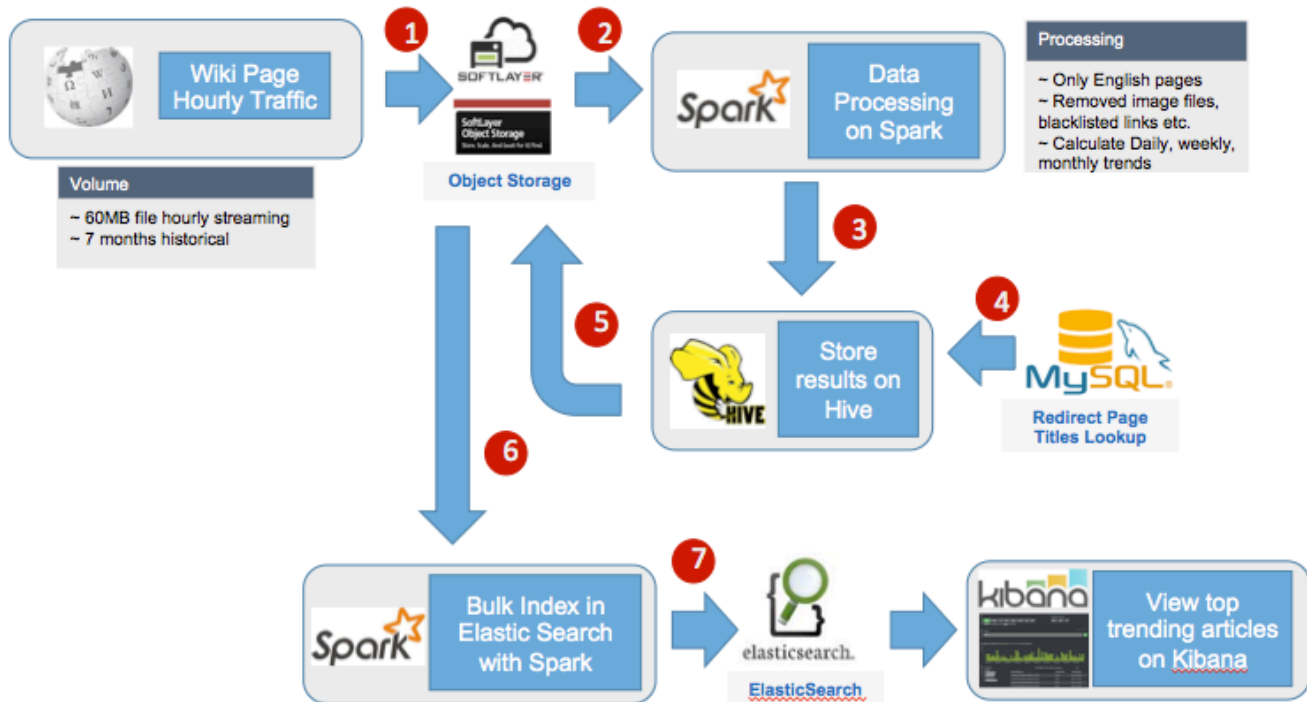 1
2
Wiki Page
Hourly Traffic
SOFTLAYER
SoftLayer
Object Storage
Object Storage
Spark
Data
Processing
on Spark
Processing
~ Only English pages
~ Removed image files,
blacklisted links etc.
~ Calculate Daily, weekly,
monthly trends
Volume
~ 60MB file hourly streaming
~ 7 months historical
3
4
5
HIVE
Store
results on
Hive
MySQL®
Redirect Page
Titles Lookup
6
7
Spark
Bulk Index in
Elastic Search
with Spark
elasticsearch.
ElasticSearch
kibana
View top
trending articles
on Kibana